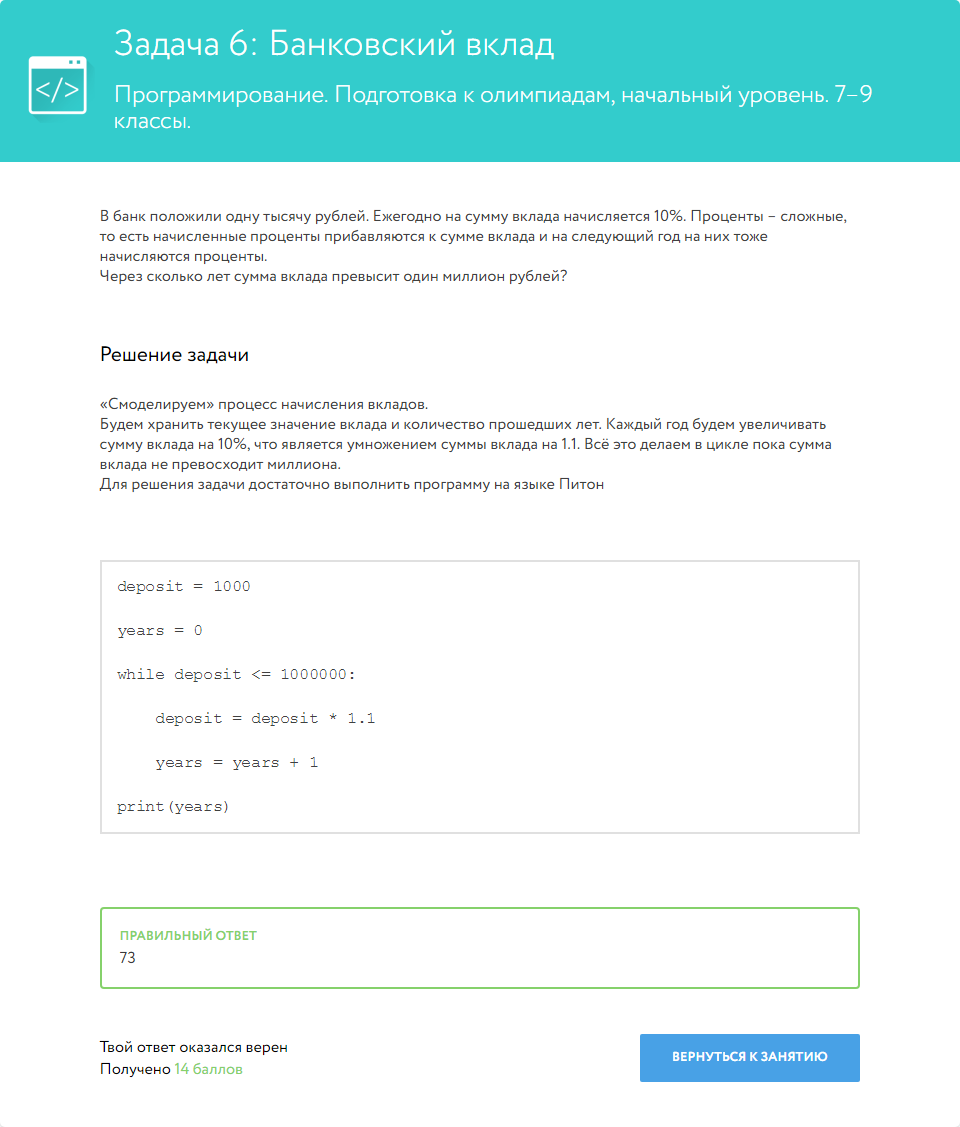 Задача 6: Банковский вклад
</>
Программирование. Подготовка к олимпиадам, начальный уровень. 7–9
классы.
В банк положили одну тысячу рублей. Ежегодно на сумму вклада начисляется 10%. Проценты – сложные,
то есть начисленные проценты прибавляются к сумме вклада и на следующий год на них тоже
начисляются проценты.
Через сколько лет сумма вклада превысит один миллион рублей?
Решение задачи
«Смоделируем» процесс начисления вкладов.
Будем хранить текущее значение вклада и количество прошедших лет. Каждый год будем увеличивать
сумму вклада на 10%, что является умножением суммы вклада на 1.1. Всё это делаем в цикле пока сумма
вклада не превосходит миллиона.
Для решения задачи достаточно выполнить программу на языке Питон
deposit = 1000
years = 0
while deposit <= 1000000:
    deposit = deposit * 1.1
    years = years + 1
print(years)
ПРАВИЛЬНЫЙ ОТВЕТ
73
Твой ответ оказался верен
Получено 14 баллов
ВЕРНУТЬСЯ К ЗАНЯТИЮ